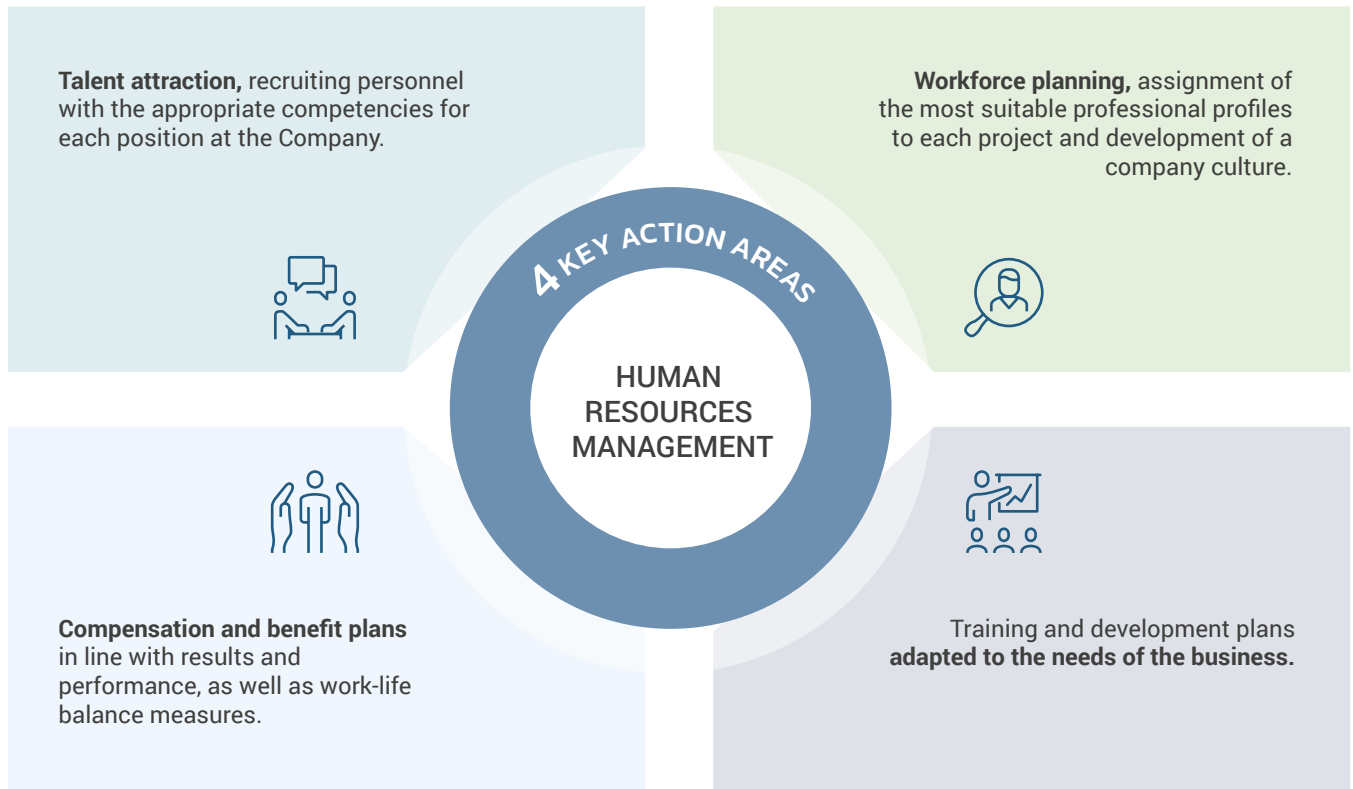 Talent attraction, recruiting personnel
with the appropriate competencies for
each position at the Company.
Workforce planning, assignment of
the most suitable professional profiles
to each project and development of a
company culture.
4 KEY ACTION AREAS
HUMAN
RESOURCES
MANAGEMENT
Compensation and benefit plans
in line with results and
performance, as well as work-life
balance measures.
Training and development plans
adapted to the needs of the business.